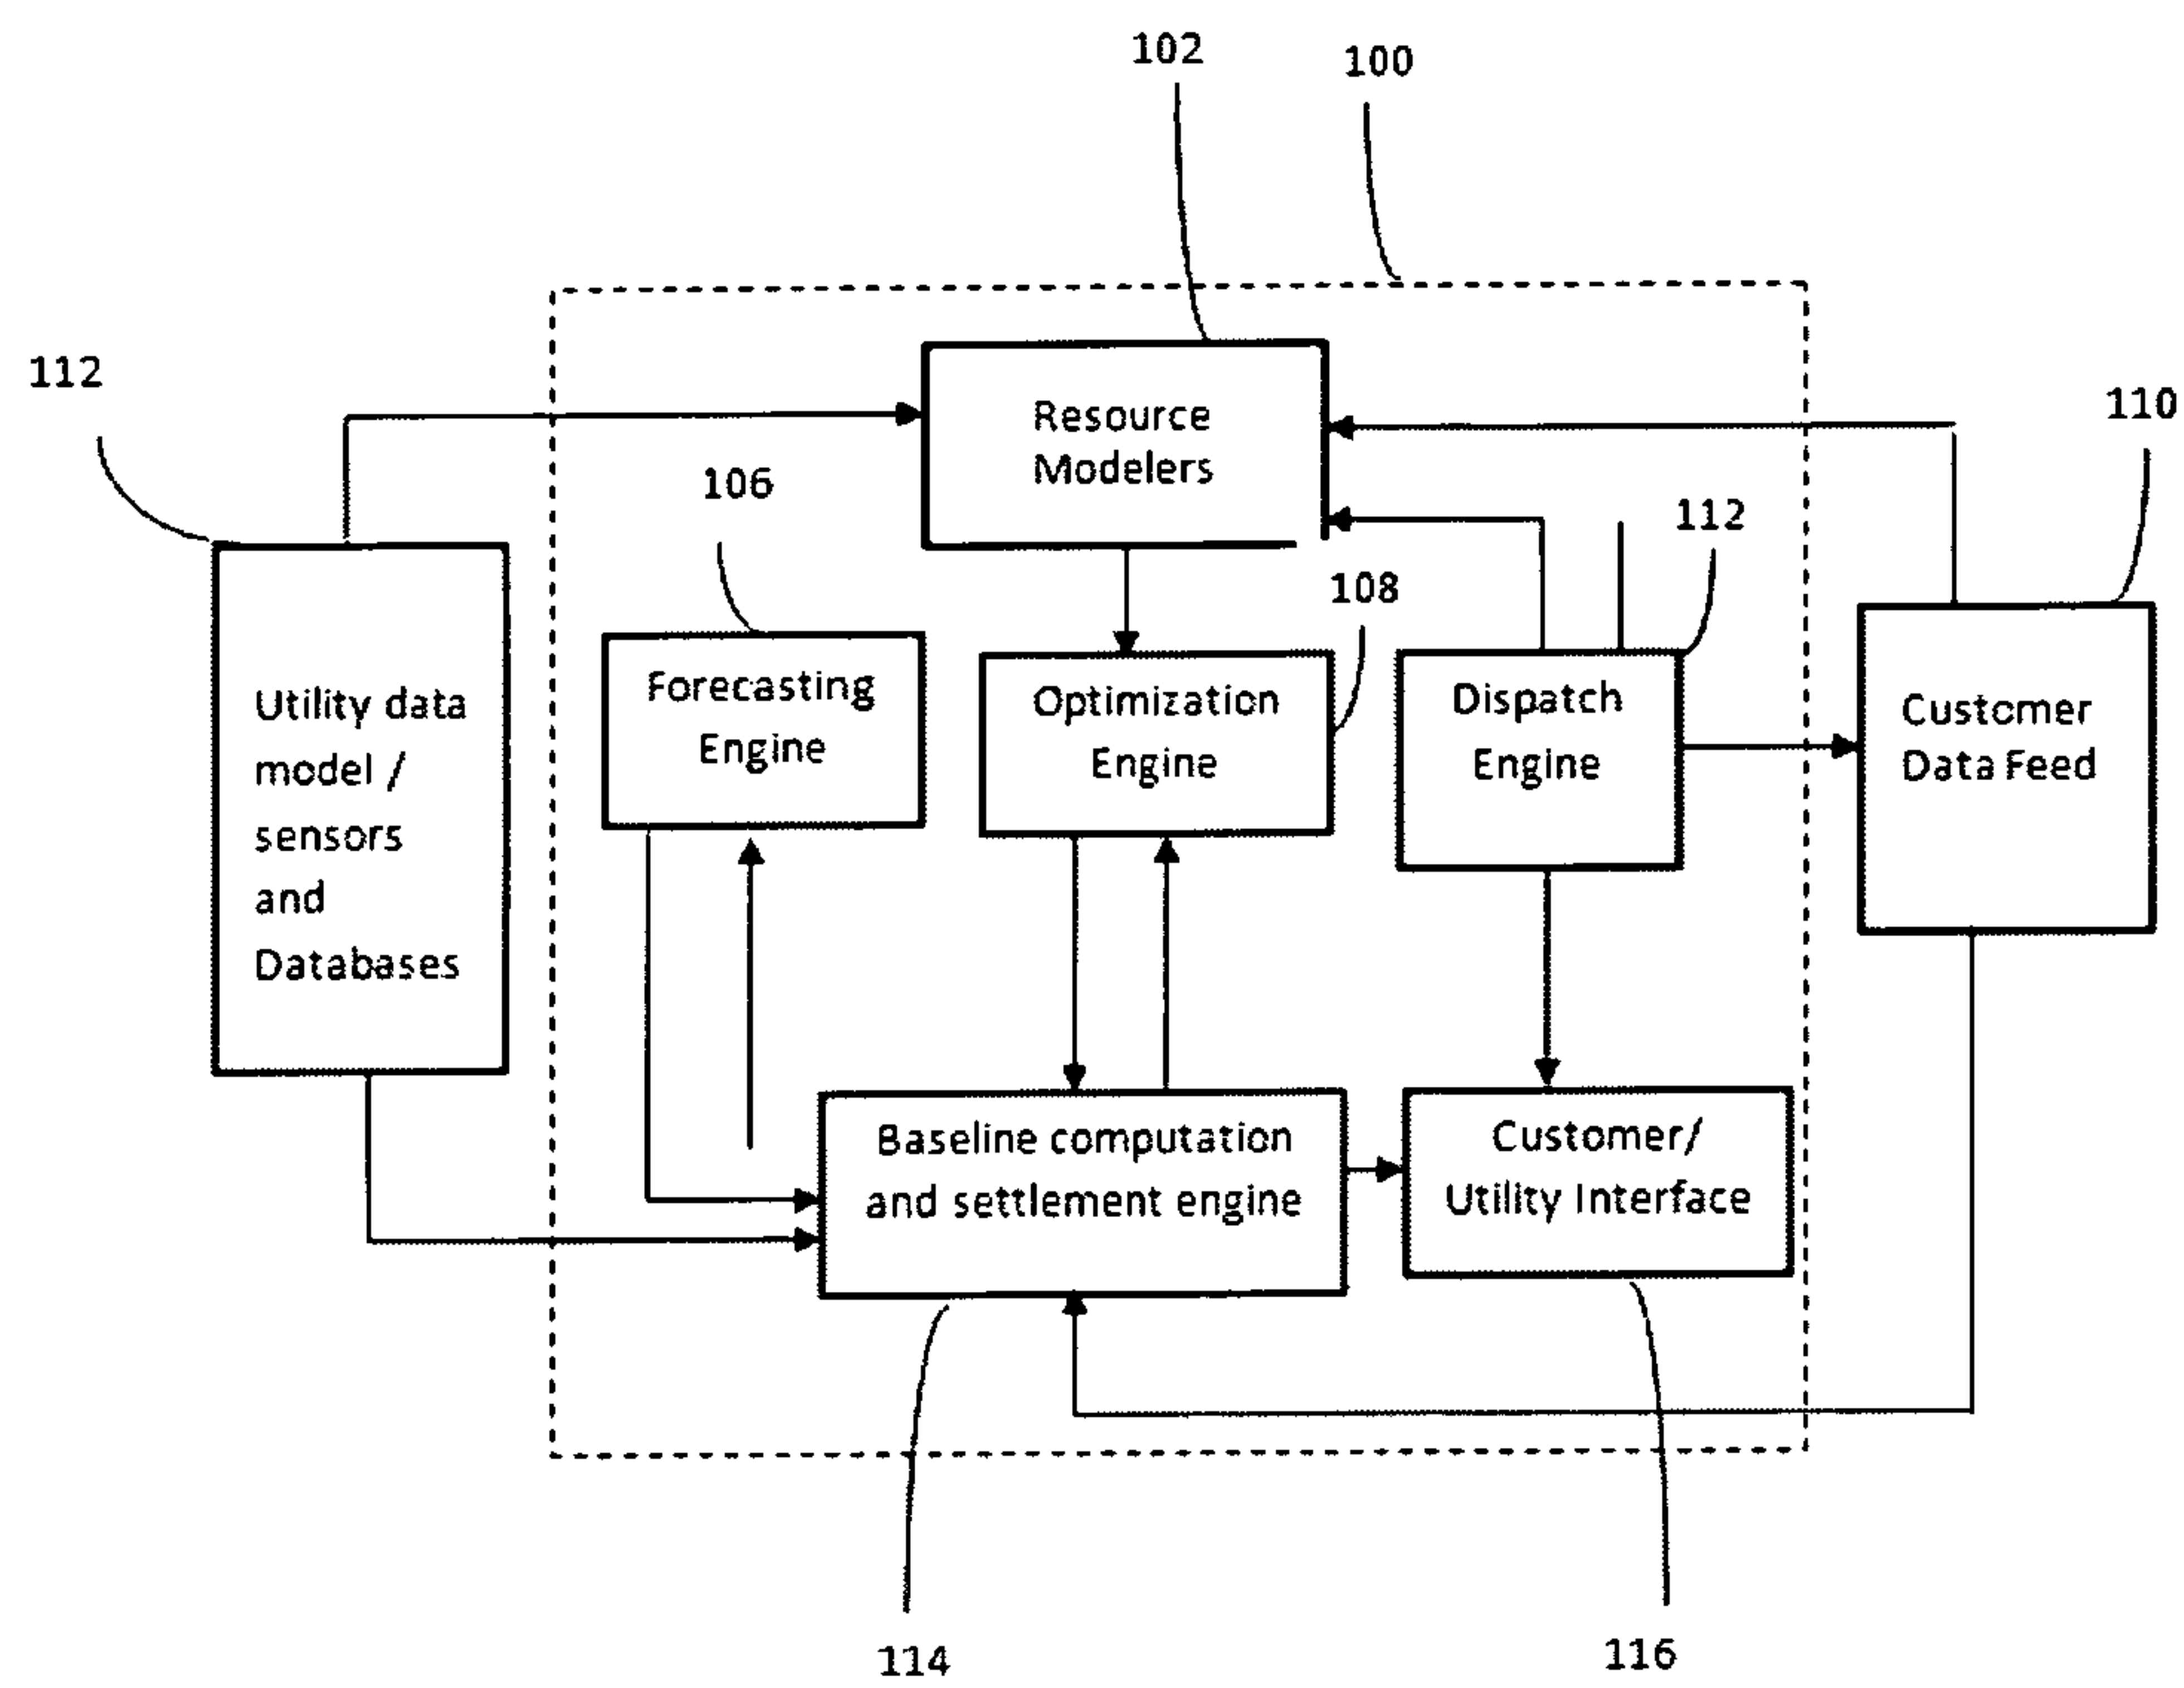 102
100
112
110
Resource
Modelers
106
112
108
Forecasting
Engine
Optimization
Engine
Dispatch
Engine
Customer
Data Feed
Utility data
model /
sensors
and
Databases
Baseline computation
and settlement engine
Customer/
Utility Interface
114
116